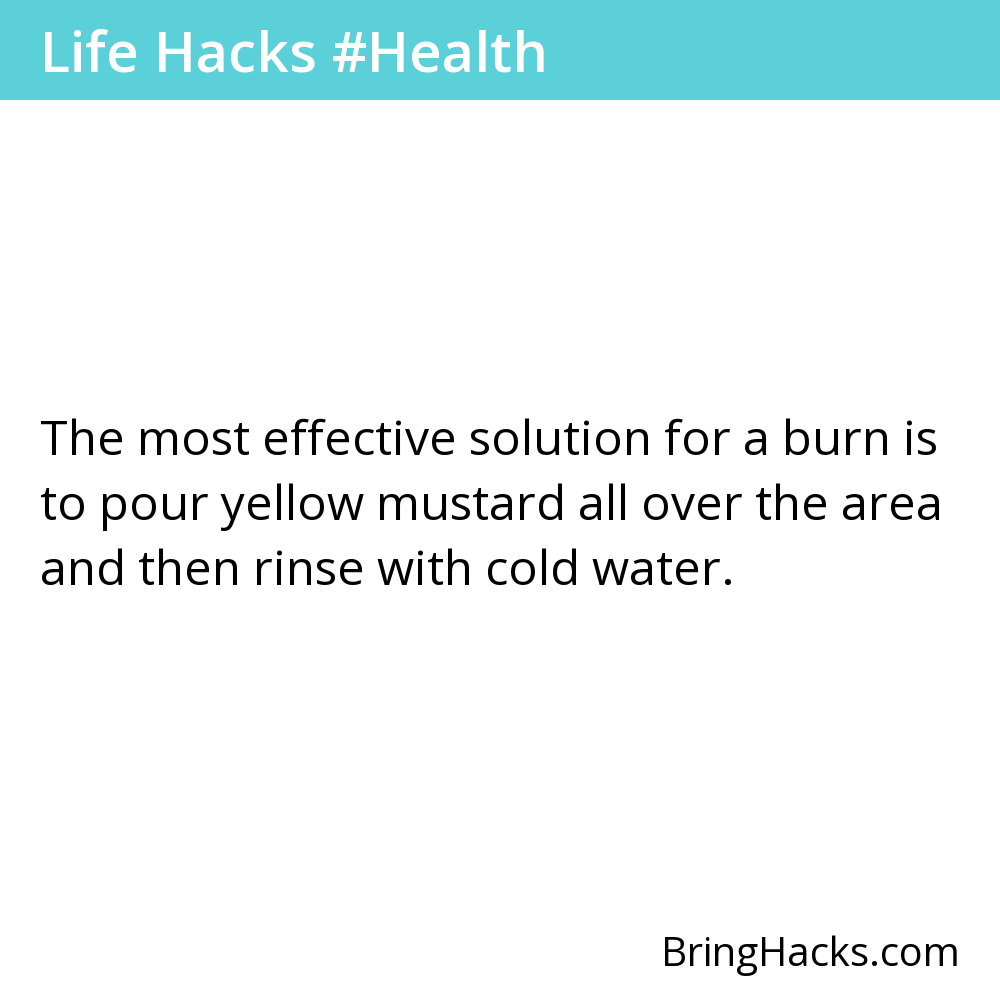 Life Hacks #Health
The most effective solution for a burn is
to pour yellow mustard all over the area
and then rinse with cold water.
BringHacks.com